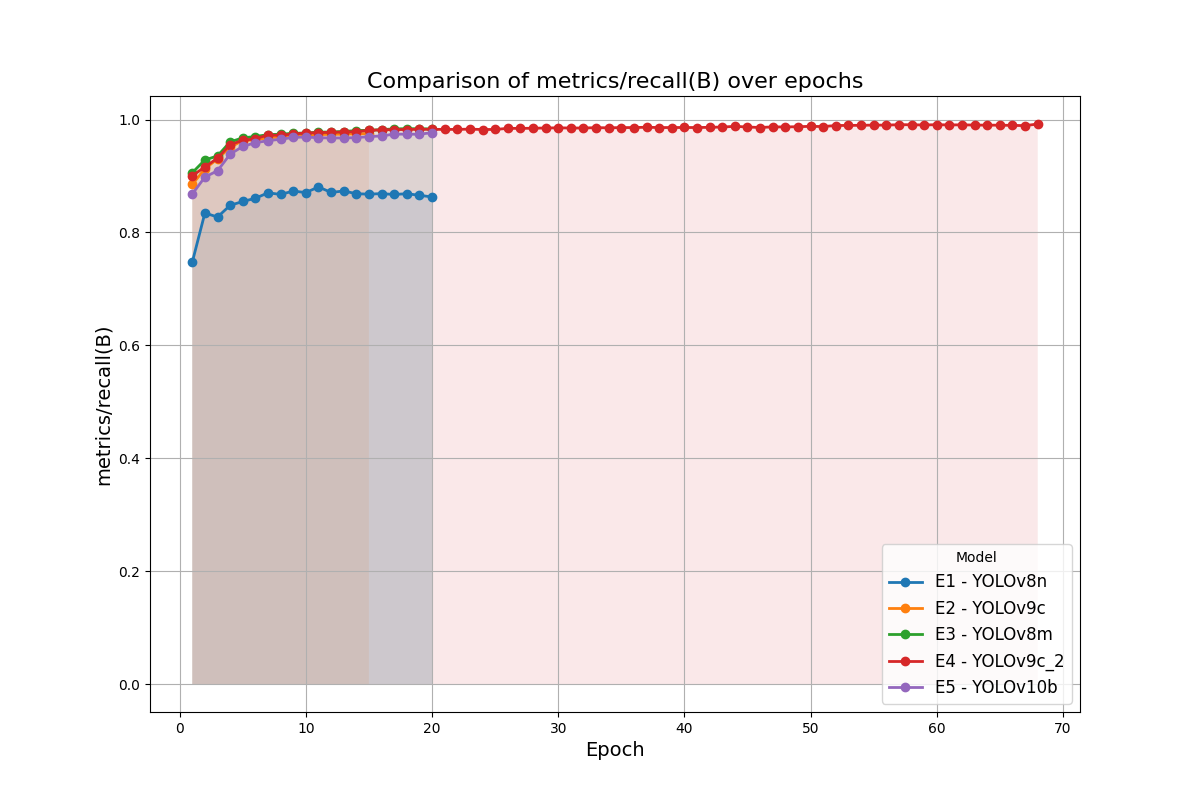 Comparison of metrics/recall(B) over epochs
metrics/recall(B)
1.0
0.8
0.6
0.4
0.2
0.0
0 10 20 30 40 50 60 70
Epoch
Model
E1 - YOLOv8n
E2 - YOLOv9c
E3 - YOLOv8m
E4 - YOLOv9c_2
E5 - YOLOv10b